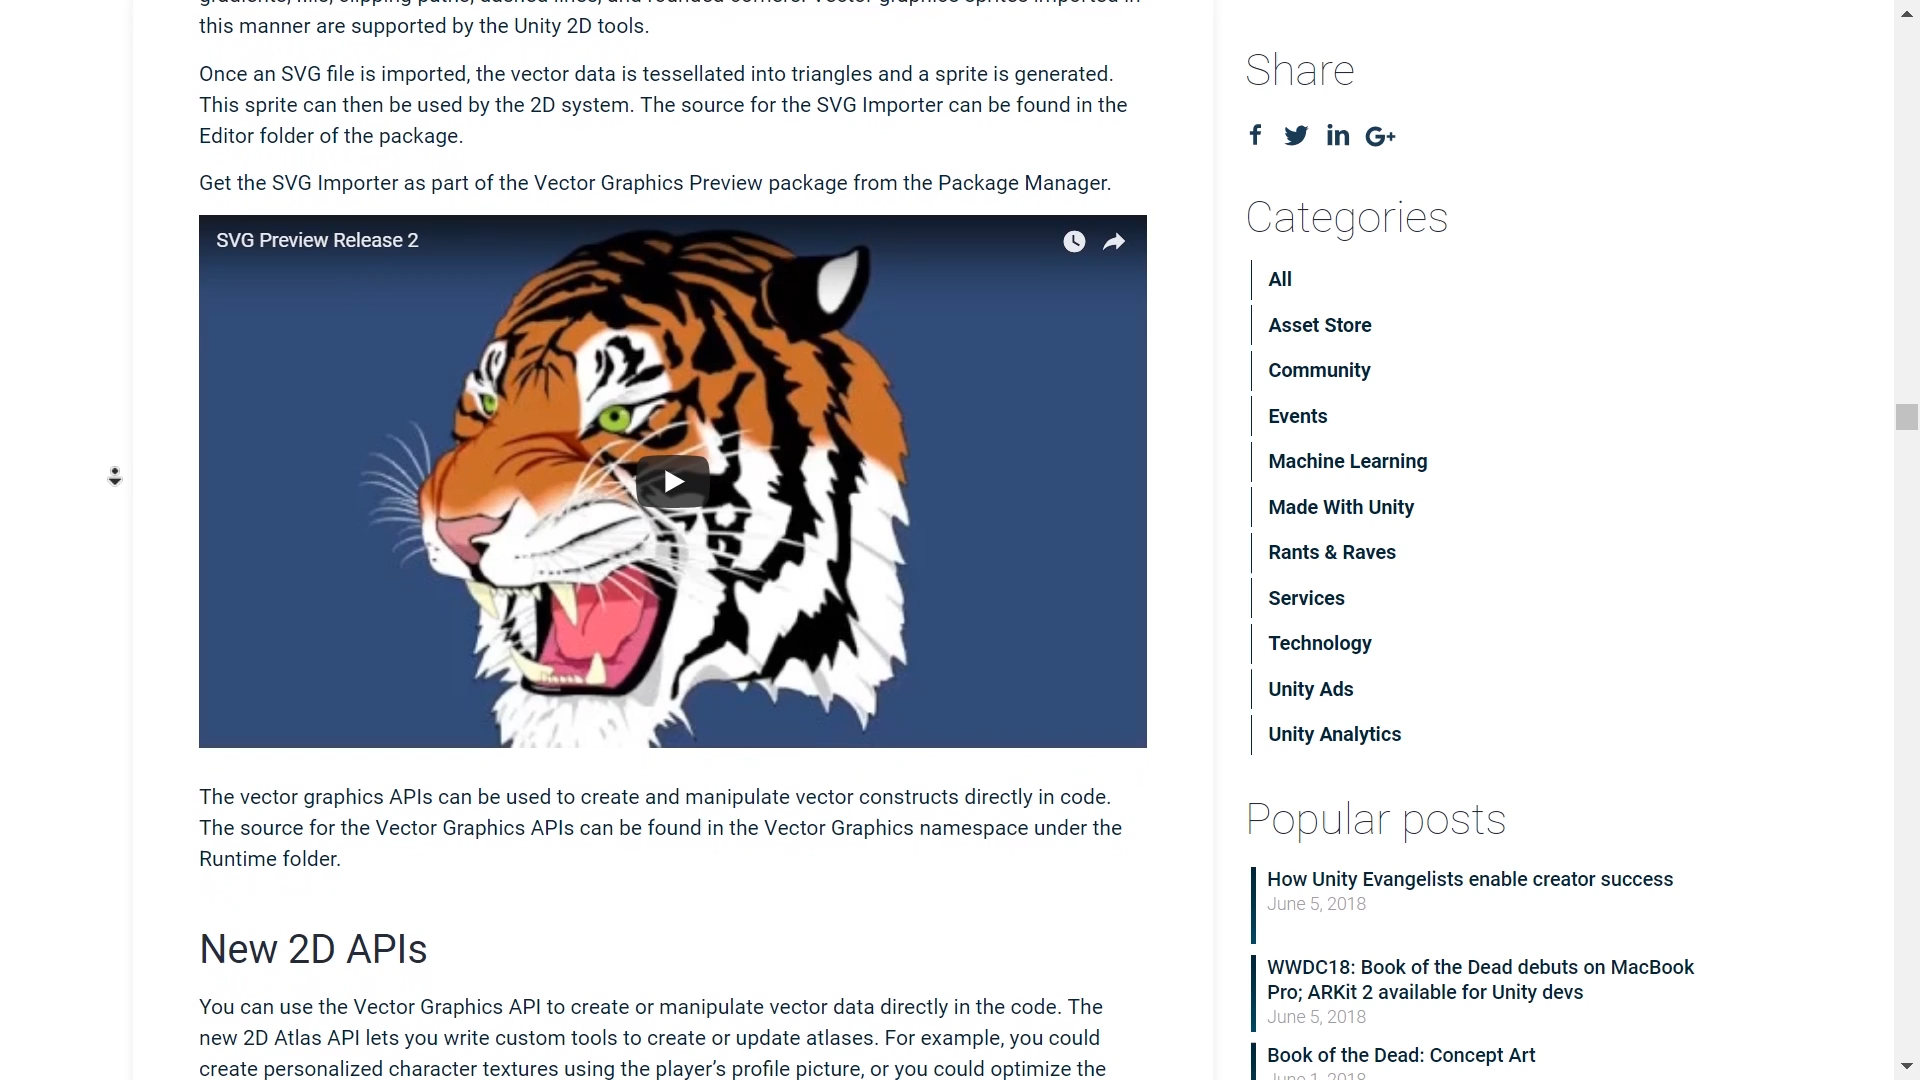 this manner are supported by the Unity 2D tools.
Once an SVG file is imported, the vector data is tessellated into triangles and a sprite is generated.
This sprite can then be used by the 2D system. The source for the SVG Importer can be found in the
Editor folder of the package.
Get the SVG Importer as part of the Vector Graphics Preview package from the Package Manager.
SVG Preview Release 2
The vector graphics APIs can be used to create and manipulate vector constructs directly in code.
The source for the Vector Graphics APIs can be found in the Vector Graphics namespace under the
Runtime folder.
New 2D APIs
You can use the Vector Graphics API to create or manipulate vector data directly in the code. The
new 2D Atlas API lets you write custom tools to create or update atlases. For example, you could
create personalized character textures using the player’s profile picture, or you could optimize the
Share
Categories
All
Asset Store
Community
Events
Machine Learning
Made With Unity
Rants & Raves
Services
Technology
Unity Ads
Unity Analytics
Popular posts
How Unity Evangelists enable creator success
June 5, 2018
WWDC18: Book of the Dead debuts on MacBook
Pro; ARKit 2 available for Unity devs
June 5, 2018
Book of the Dead: Concept Art